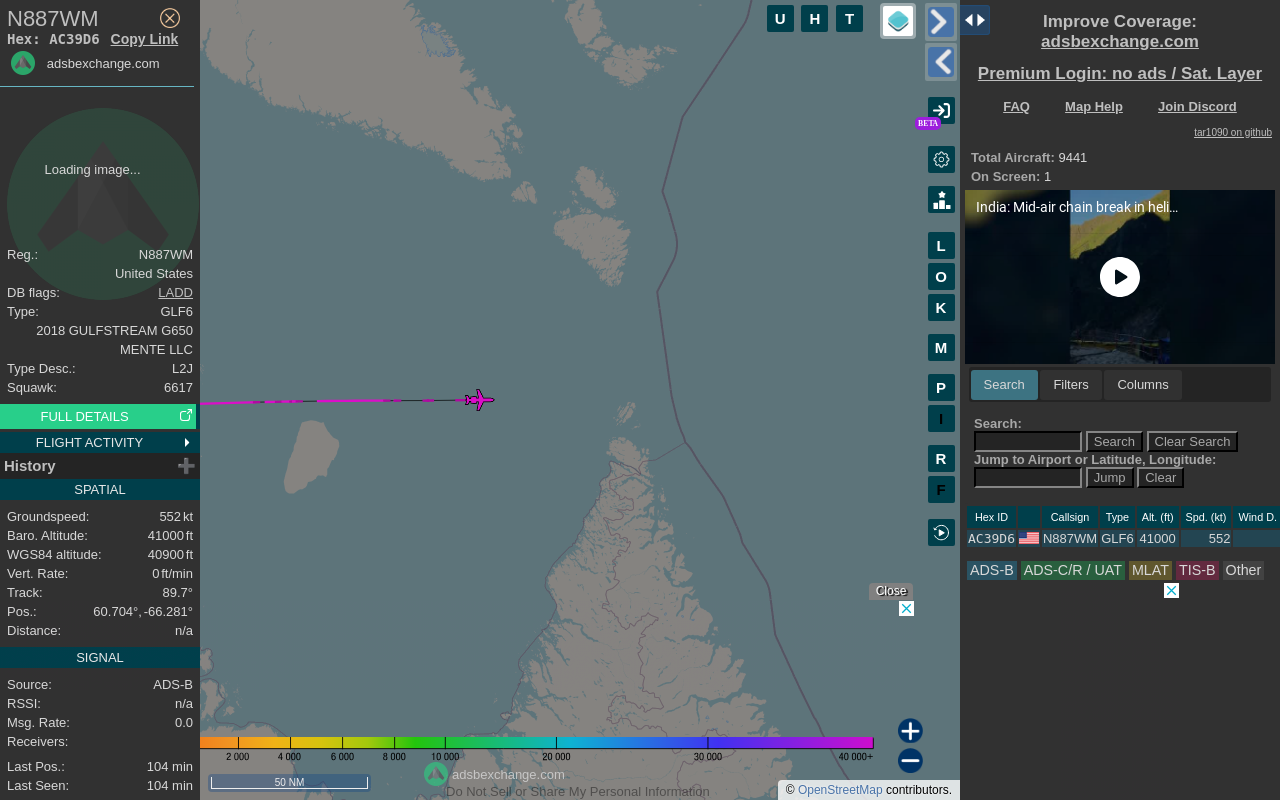 N887WM
Hex: AC39D6 Copy Link
adsbexchange.com
Loading image...
Reg.: N887WM
United States
DB flags: LADD
Type: GLF6
2018 GULFSTREAM G650
MENTE LLC
Type Desc.: L2J
Squawk: 6617
FULL DETAILS
FLIGHT ACTIVITY
History
SPATIAL
Groundspeed: 552 kt
Baro. Altitude: 41000 ft
WGS84 altitude: 40900 ft
Vert. Rate: 0 ft/min
Track: 89.7°
Pos.: 60.704°, -66.281°
Distance: n/a
SIGNAL
Source: ADS-B
RSSI: n/a
Msg. Rate: 0.0
Receivers:
Last Pos.: 104 min
Last Seen: 104 min
U H T
BETA
L
O
K
M
P
I
R
F
Close
2 000 4 000 6 000 8 000 10 000 20 000 30 000 40 000+
50 NM
adsbexchange.com
Do Not Sell or Share My Personal Information
© OpenStreetMap contributors.
Improve Coverage:
adsbexchange.com
Premium Login: no ads / Sat. Layer
FAQ Map Help Join Discord
tar1090 on github
Total Aircraft: 9441
On Screen: 1
India: Mid-air chain break in heli...
Search Filters Columns
Search:
Search Clear Search
Jump to Airport or Latitude, Longitude:
Jump Clear
Hex ID Callsign Type Alt. (ft) Spd. (kt) Wind D.
AC39D6 N887WM GLF6 41000 552
ADS-B ADS-C/R / UAT MLAT TIS-B Other